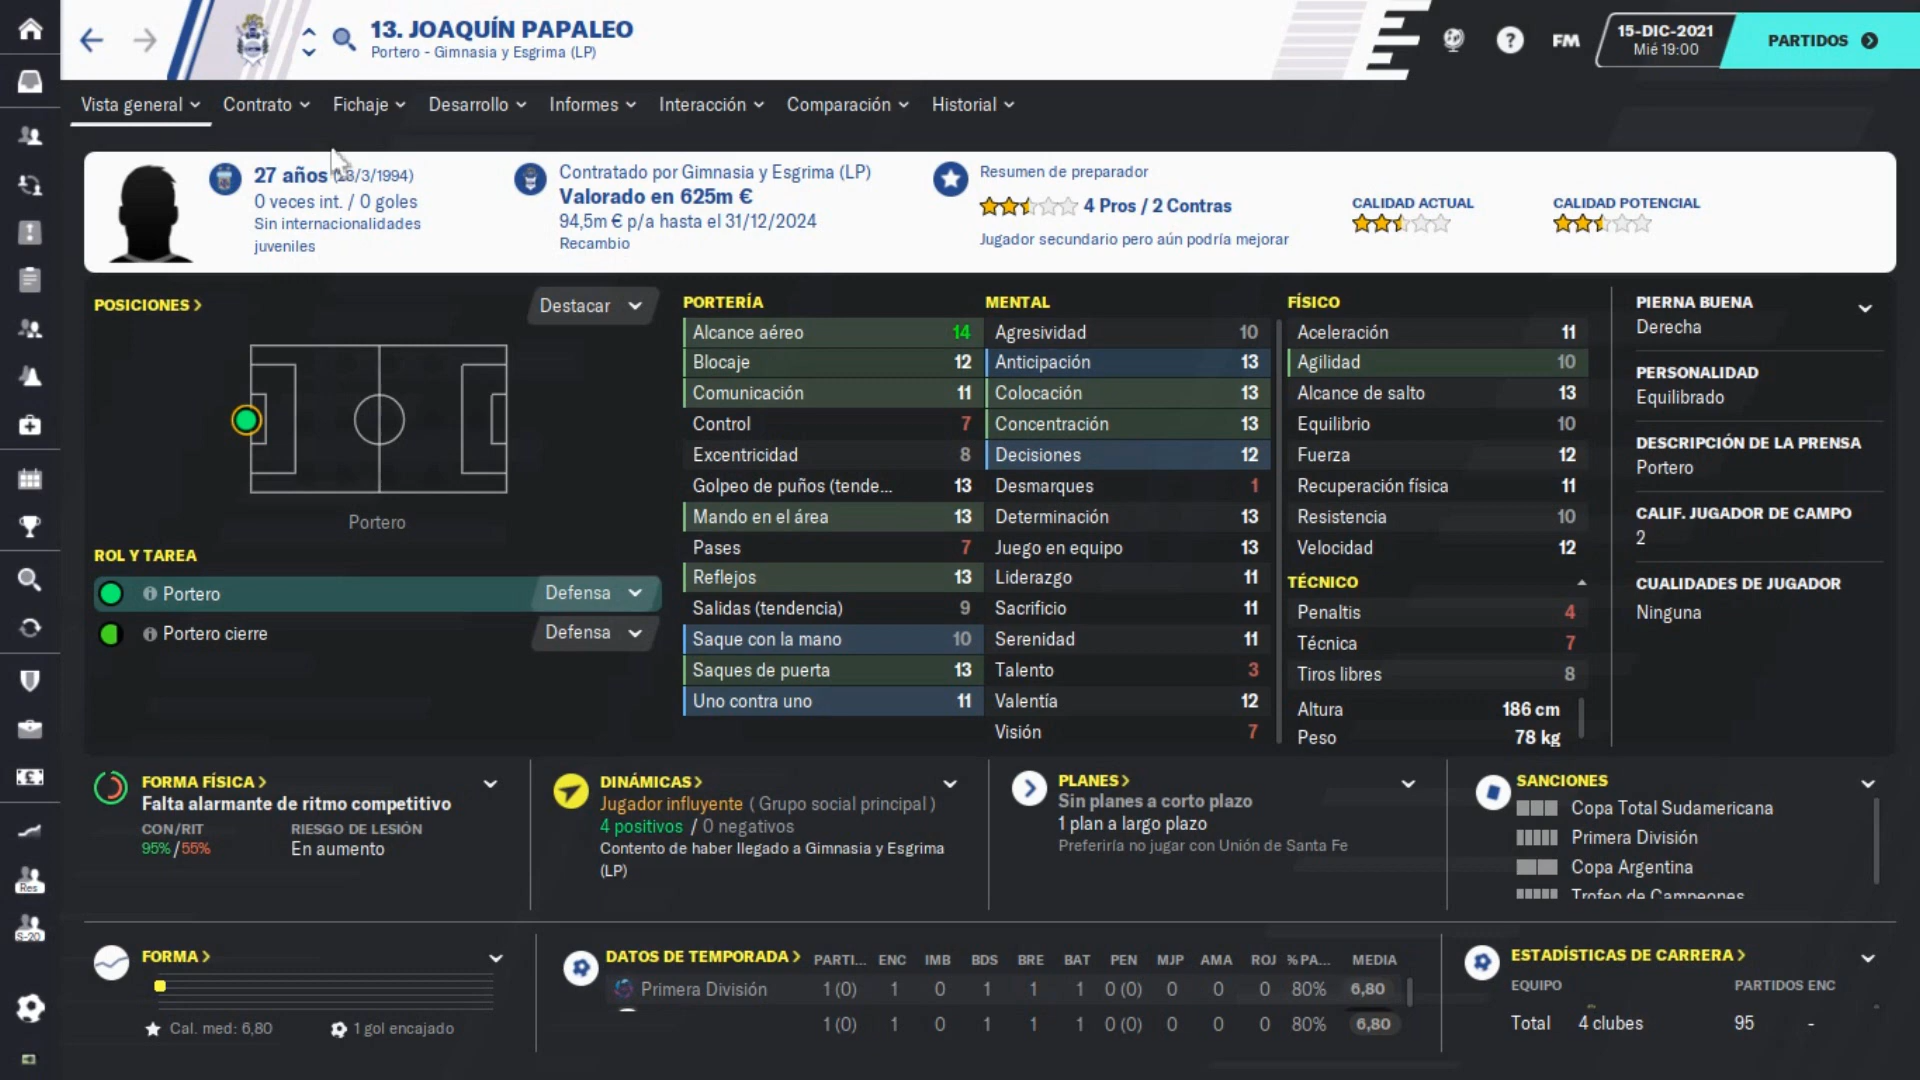 13. JOAQUÍN PAPALEO
Portero - Gimnasia y Esgrima (LP)
FM
15-DIC-2021
Mié 19:00
PARTIDOS
Vista general
Contrato
Fichaje
Desarrollo
Informes
Interacción
Comparación
Historial
27 años
0 veces int. / 0 goles
Sin internacionalidades
juveniles
Contratado por Gimnasia y Esgrima (LP)
Valorado en 625m €
94,5m € p/a hasta el 31/12/2024
Recambio
Resumen de preparador
4 Pros / 2 Contras
Jugador secundario pero aún podría mejorar
CALIDAD ACTUAL
CALIDAD POTENCIAL
POSICIONES
Destacar
Portero
ROL Y TAREA
Portero Defensa
Portero cierre Defensa
PORTERÍA
Alcance aéreo 14
Blocaje 12
Comunicación 11
Control 7
Excentricidad 8
Golpeo de puños (tende... 13
Mando en el área 13
Pases 7
Reflejos 13
Salidas (tendencia) 9
Saque con la mano 10
Saques de puerta 13
Uno contra uno 11
MENTAL
Agresividad 10
Anticipación 13
Colocación 13
Concentración 13
Decisiones 12
Desmarques 1
Determinación 13
Juego en equipo 13
Liderazgo 11
Sacrificio 11
Serenidad 11
Talento 3
Valentía 12
Visión 7
FÍSICO
Aceleración 11
Agilidad 10
Alcance de salto 13
Equilibrio 10
Fuerza 12
Recuperación física 11
Resistencia 10
Velocidad 12
TÉCNICO
Penaltis 4
Técnica 7
Tiros libres 8
Altura 186 cm
Peso 78 kg
PIERNA BUENA
Derecha
PERSONALIDAD
Equilibrado
DESCRIPCIÓN DE LA PRENSA
Portero
CALIF. JUGADOR DE CAMPO
2
CUALIDADES DE JUGADOR
Ninguna
FORMA FÍSICA
Falta alarmante de ritmo competitivo
CON/RIT RIESGO DE LESIÓN
95%/55% En aumento
DINÁMICAS
Jugador influyente ( Grupo social principal )
4 positivos / 0 negativos
Contento de haber llegado a Gimnasia y Esgrima
(LP)
PLANES
Sin planes a corto plazo
1 plan a largo plazo
Preferiría no jugar con Unión de Santa Fe
SANCIONES
Copa Total Sudamericana
Primera División
Copa Argentina
Trofeo de Campeones
Res
S-20
FORMA
Cal. med: 6,80
1 gol encajado
DATOS DE TEMPORADA PARTI... ENC IMB BDS BRE BAT PEN MJP AMA ROJ % PA... MEDIA
Primera División 1 (0) 1 0 1 1 1 0 (0) 0 0 0 80% 6,80
1 (0) 1 0 1 1 1 0 (0) 0 0 0 80% 6,80
ESTADÍSTICAS DE CARRERA
EQUIPO PARTIDOS ENC
Total 4 clubes 95 -